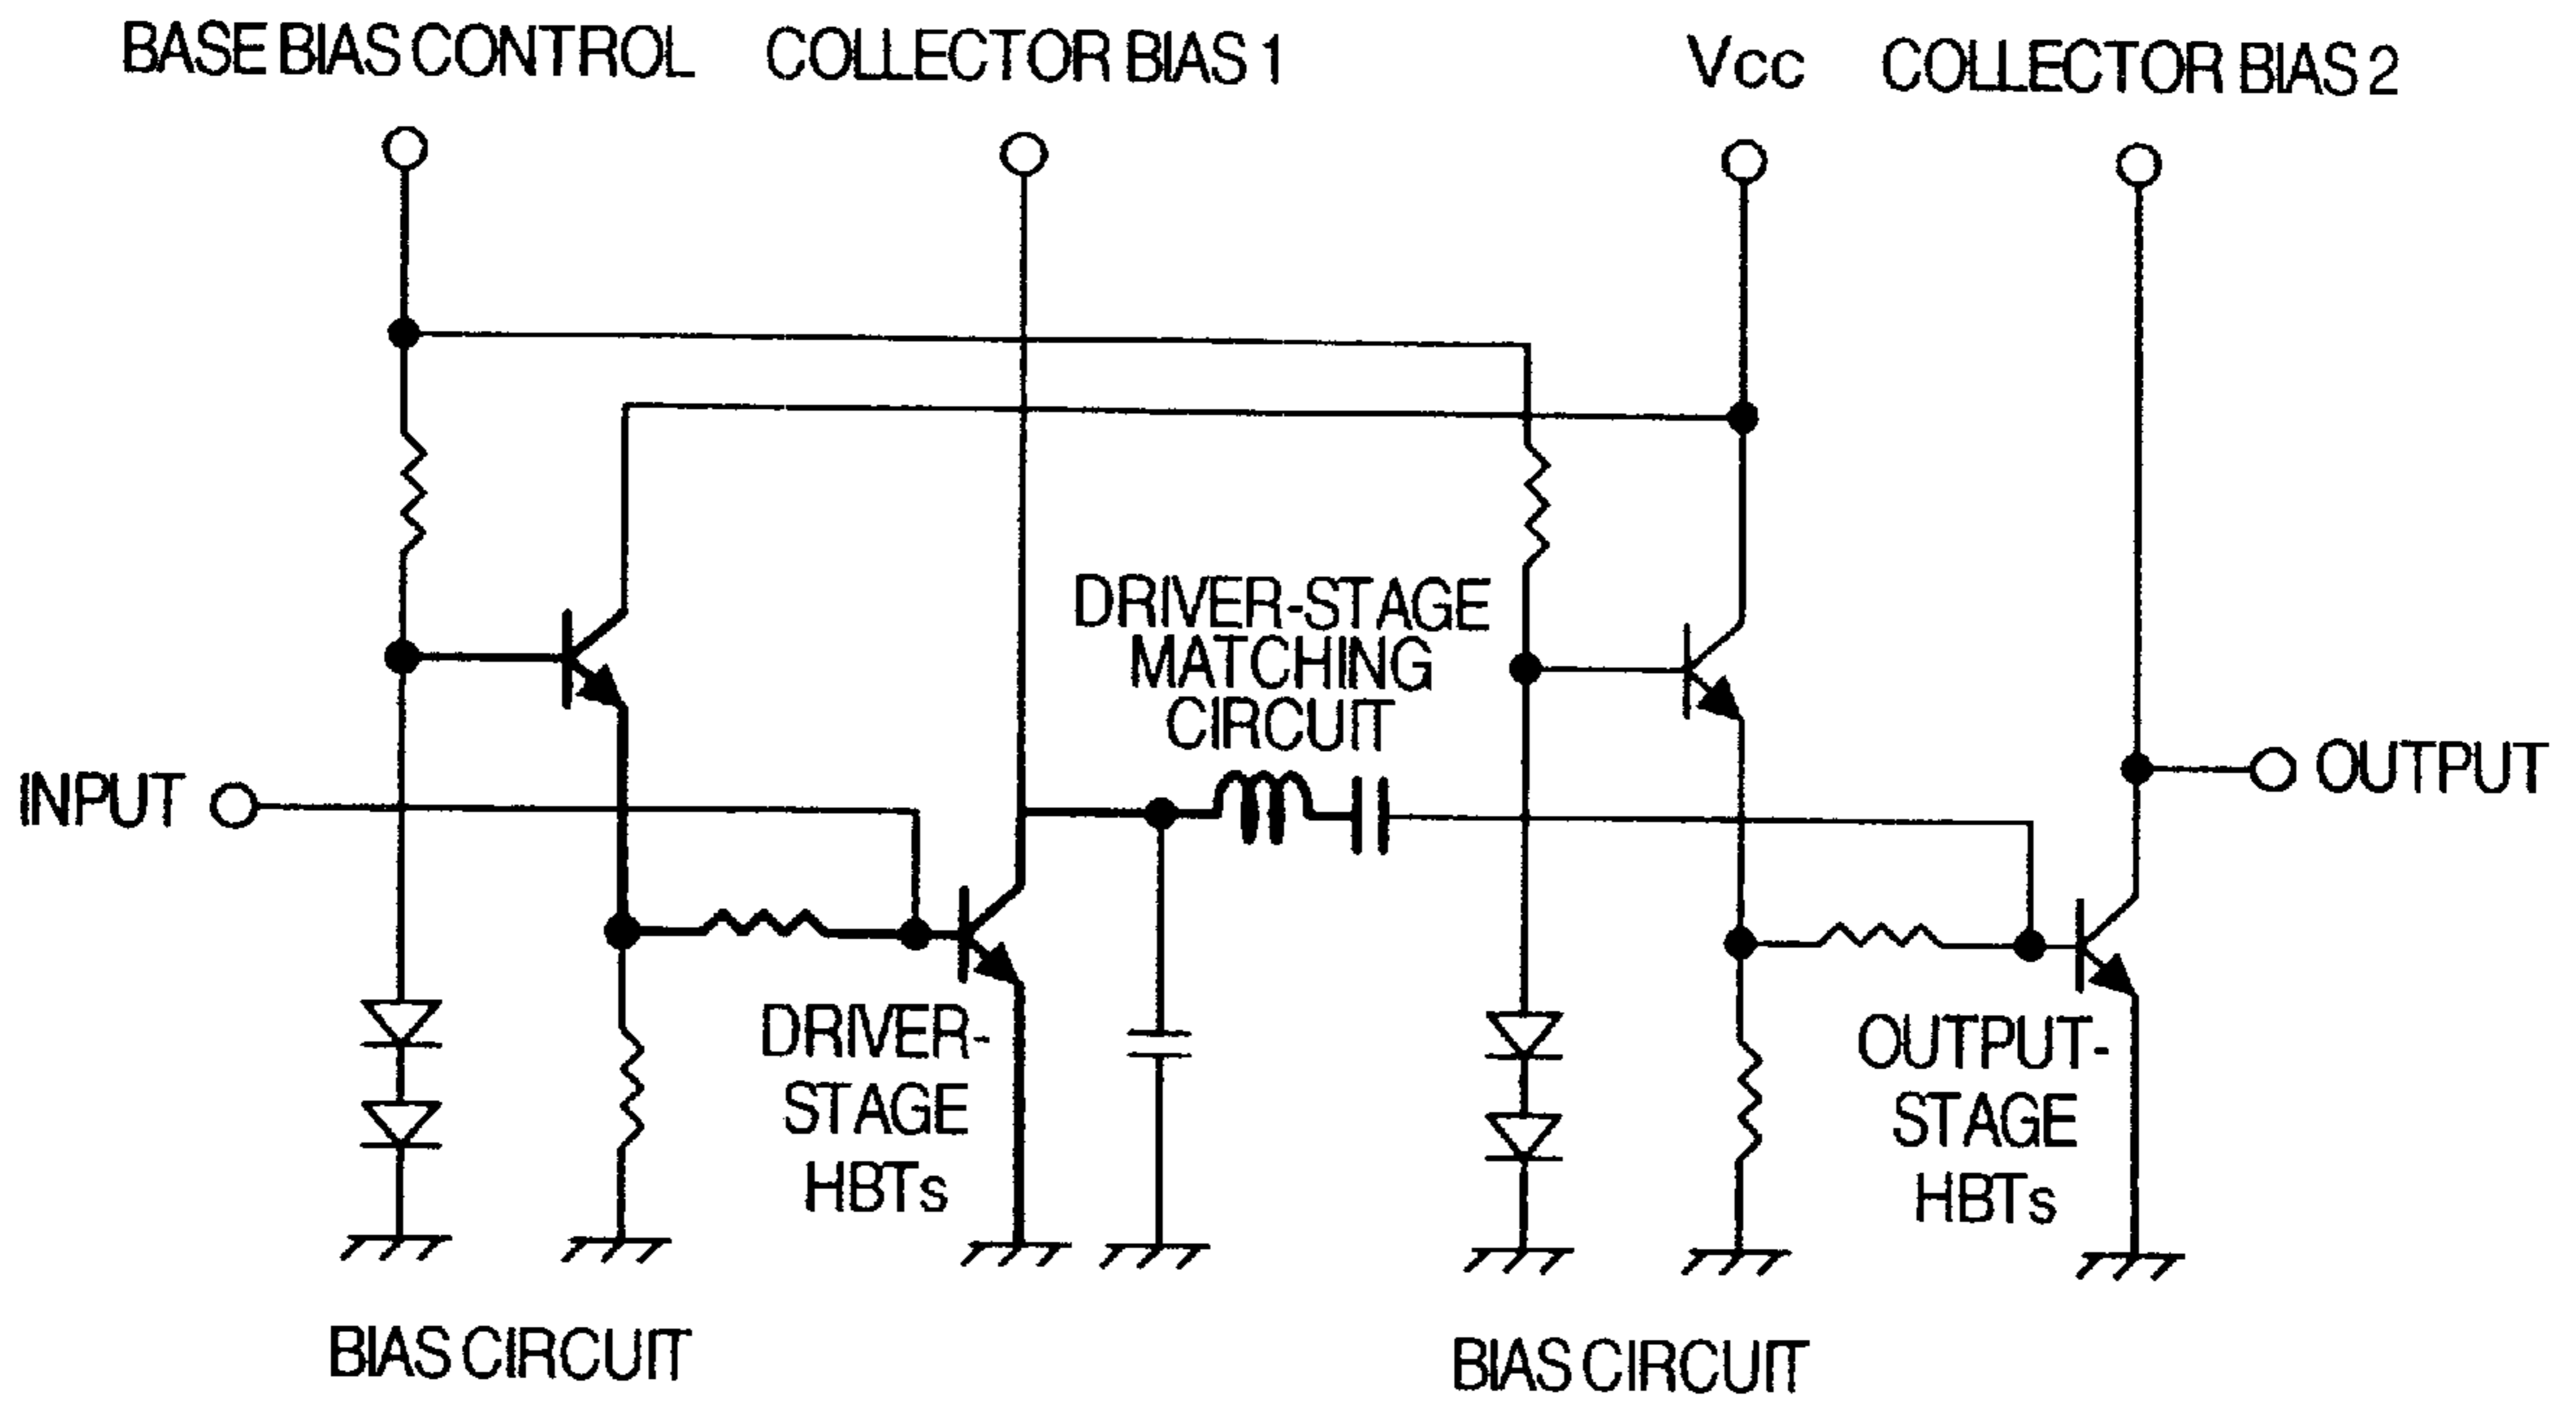 BASE BIAS CONTROL
COLLECTOR BIAS 1
Vcc
COLLECTOR BIAS 2
DRIVER-STAGE
MATCHING
CIRCUIT
INPUT
OUTPUT
DRIVER-
STAGE
HBTs
OUTPUT-
STAGE
HBTs
BIAS CIRCUIT
BIAS CIRCUIT